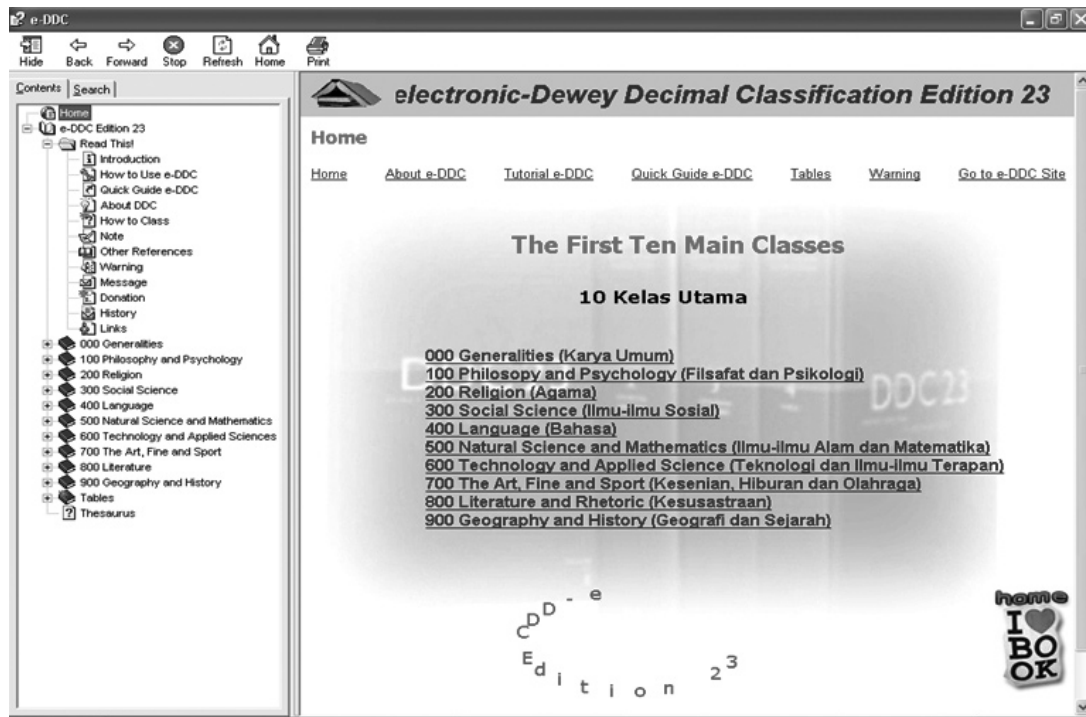 e-DDC
Hide Back Forward Stop Refresh Home Print
Contents Search
Home
e-DDC Edition 23
Read This!
Introduction
How to Use e-DDC
Quick Guide e-DDC
About DDC
How to Class
Note
Other References
Warning
Message
Donation
History
Links
000 Generalities
100 Philosophy and Psychology
200 Religion
300 Social Science
400 Language
500 Natural Science and Mathematics
600 Technology and Applied Sciences
700 The Art, Fine and Sport
800 Literature
900 Geography and History
Tables
Thesaurus
electronic-Dewey Decimal Classification Edition 23
Home
Home About e-DDC Tutorial e-DDC Quick Guide e-DDC Tables Warning Go to e-DDC Site
The First Ten Main Classes
10 Kelas Utama
000 Generalities (Karya Umum)
100 Philosopy and Psychology (Filsafat dan Psikologi)
200 Religion (Agama)
300 Social Science (Ilmu-ilmu Sosial)
400 Language (Bahasa)
500 Natural Science and Mathematics (Ilmu-ilmu Alam dan Matematika)
600 Technology and Applied Science (Teknologi dan Ilmu-ilmu Terapan)
700 The Art, Fine and Sport (Kesenian, Hiburan dan Olahraga)
800 Literature and Rhetoric (Kesusastraan)
900 Geography and History (Geografi dan Sejarah)
DDC23
e-DDC
Edition 23
home
I
BO
OK